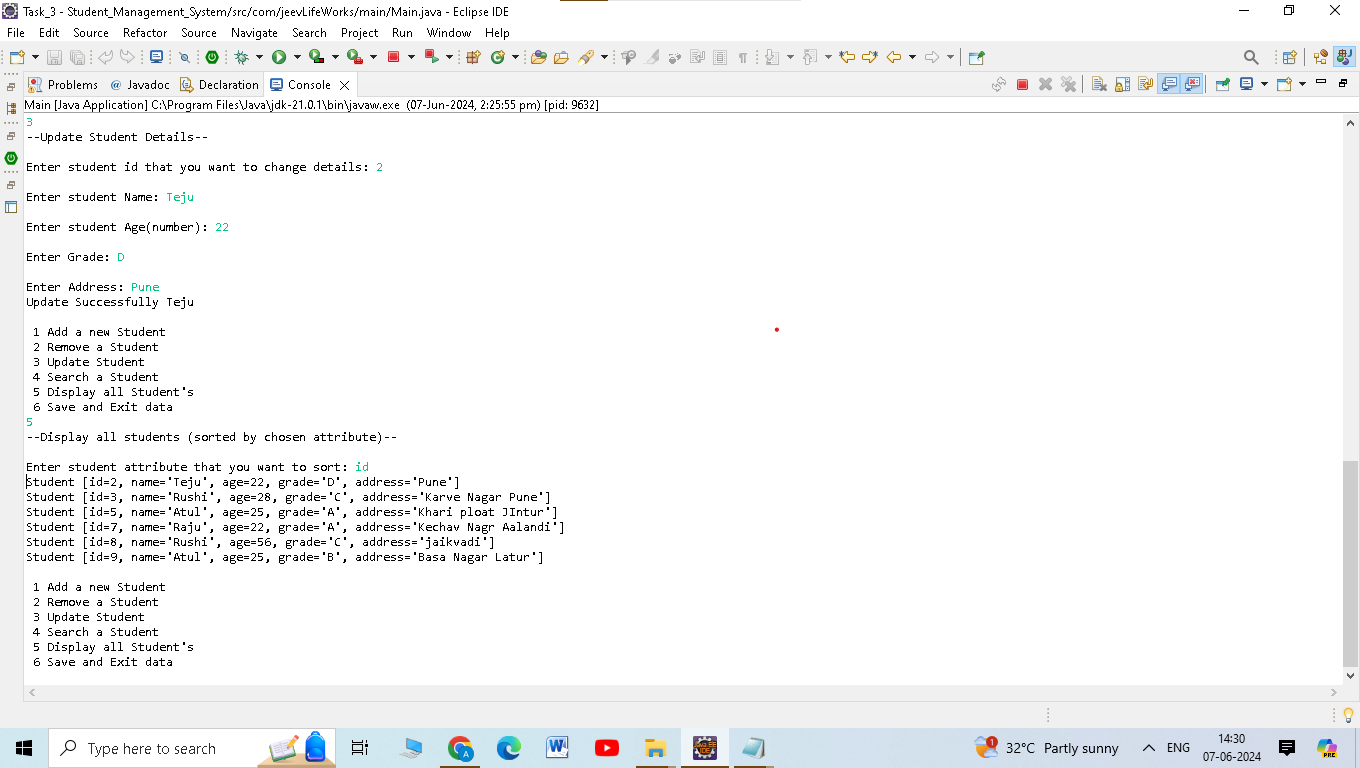 Task_3 - Student_Management_System/src/com/jeevLifeWorks/main/Main.java - Eclipse IDE
File Edit Source Refactor Source Navigate Search Project Run Window Help
Problems @ Javadoc Declaration Console
Main [Java Application] C:\Program Files\Java\jdk-21.0.1\bin\javaw.exe (07-Jun-2024, 2:25:55 pm) [pid: 9632]
3
--Update Student Details--
Enter student id that you want to change details: 2
Enter student Name: Teju
Enter student Age(number): 22
Enter Grade: D
Enter Address: Pune
Update Successfully Teju
1 Add a new Student
2 Remove a Student
3 Update Student
4 Search a Student
5 Display all Student's
6 Save and Exit data
5
--Display all students (sorted by chosen attribute)--
Enter student attribute that you want to sort: id
Student [id=2, name='Teju', age=22, grade='D', address='Pune']
Student [id=3, name='Rushi', age=28, grade='C', address='Karve Nagar Pune']
Student [id=5, name='Atul', age=25, grade='A', address='Khari ploat JIntur']
Student [id=7, name='Raju', age=22, grade='A', address='Kechav Nagr Aalandi']
Student [id=8, name='Rushi', age=56, grade='C', address='jaikvadi']
Student [id=9, name='Atul', age=25, grade='B', address='Basa Nagar Latur']
1 Add a new Student
2 Remove a Student
3 Update Student
4 Search a Student
5 Display all Student's
6 Save and Exit data
Type here to search
32°C Partly sunny
ENG
14:30
07-06-2024